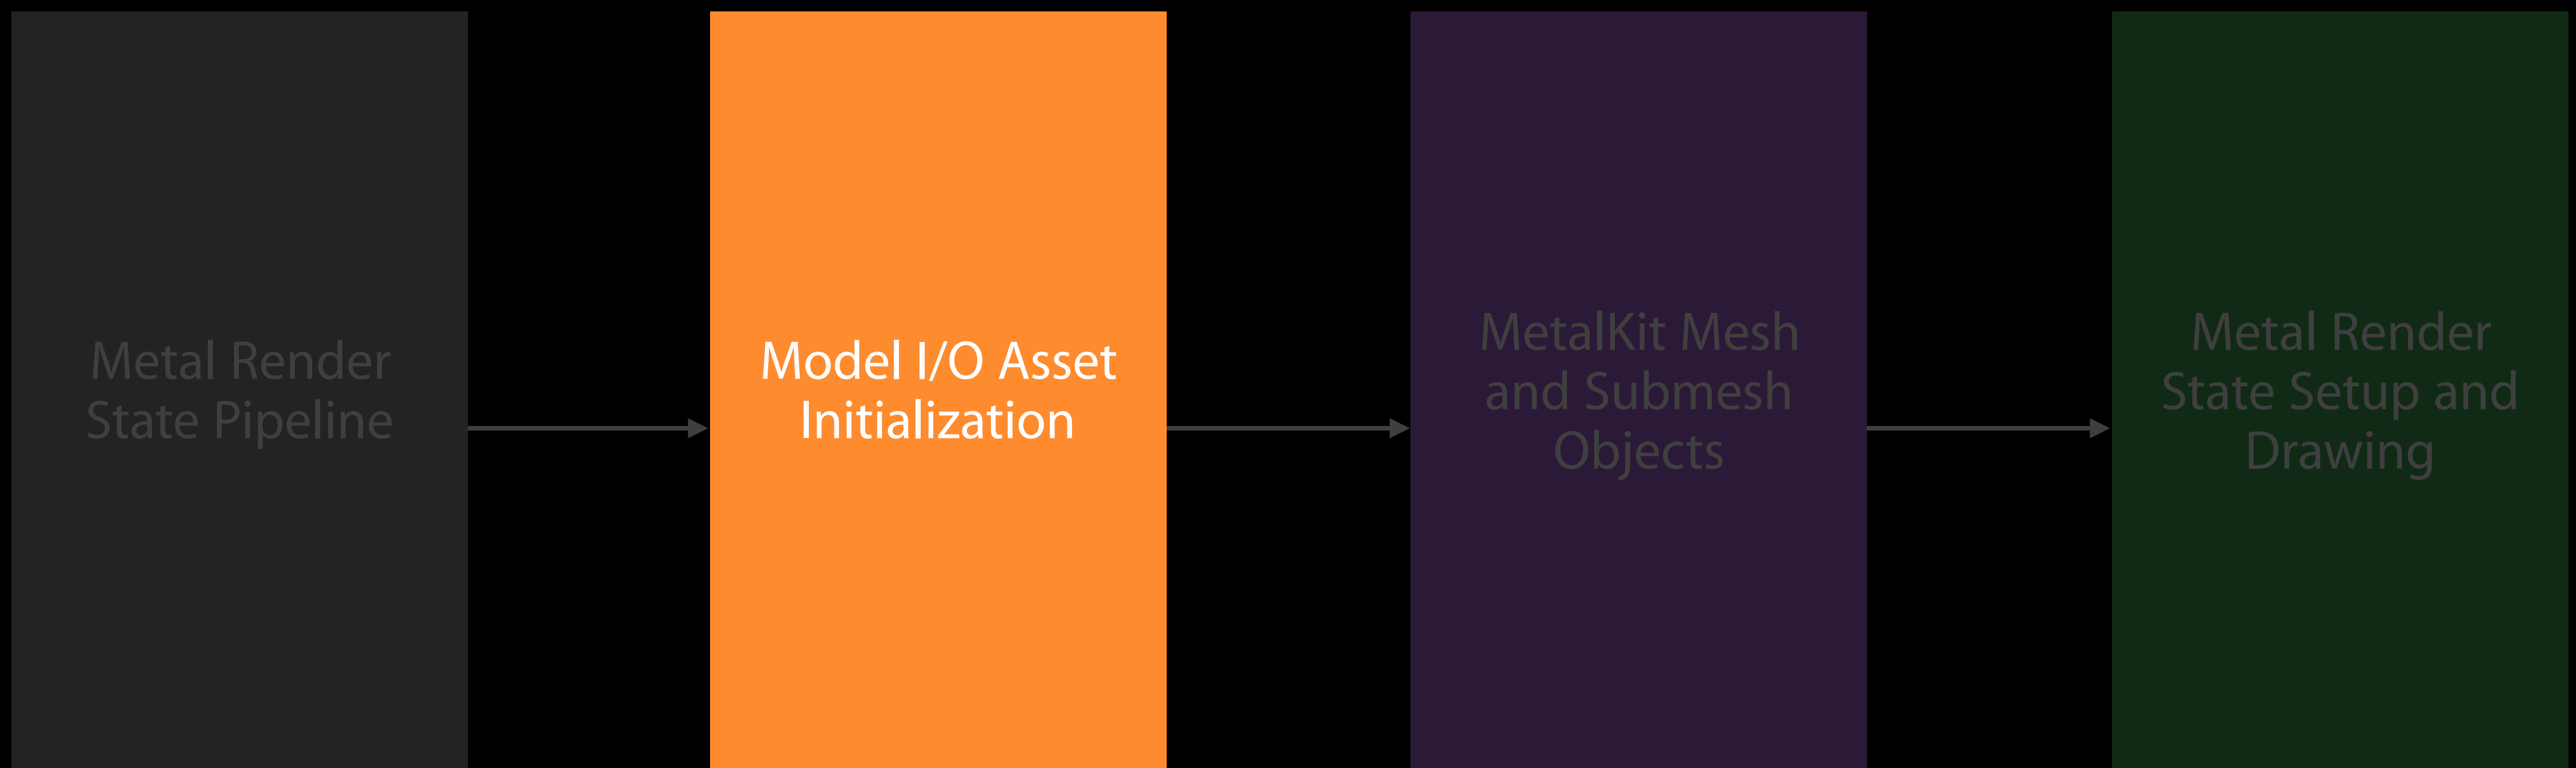 Metal Render
State Pipeline
Model I/O Asset
Initialization
MetalKit Mesh
and Submesh
Objects
Metal Render
State Setup and
Drawing